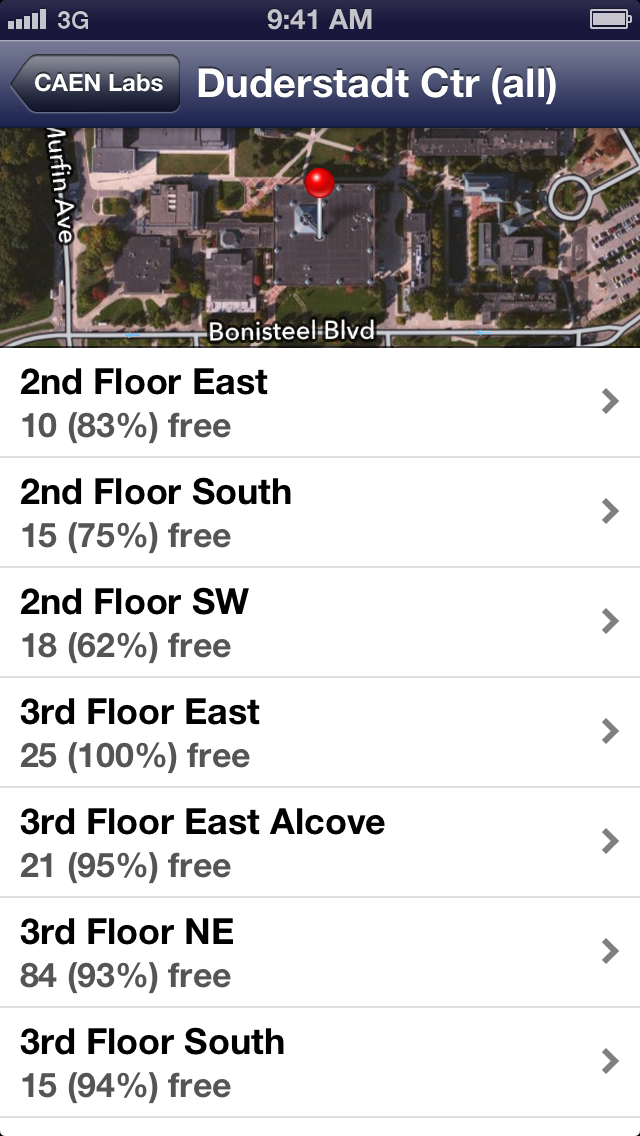 3G 9:41 AM
CAEN Labs Duderstadt Ctr (all)
Murfin Ave
Bonisteel Blvd
2nd Floor East
10 (83%) free
2nd Floor South
15 (75%) free
2nd Floor SW
18 (62%) free
3rd Floor East
25 (100%) free
3rd Floor East Alcove
21 (95%) free
3rd Floor NE
84 (93%) free
3rd Floor South
15 (94%) free